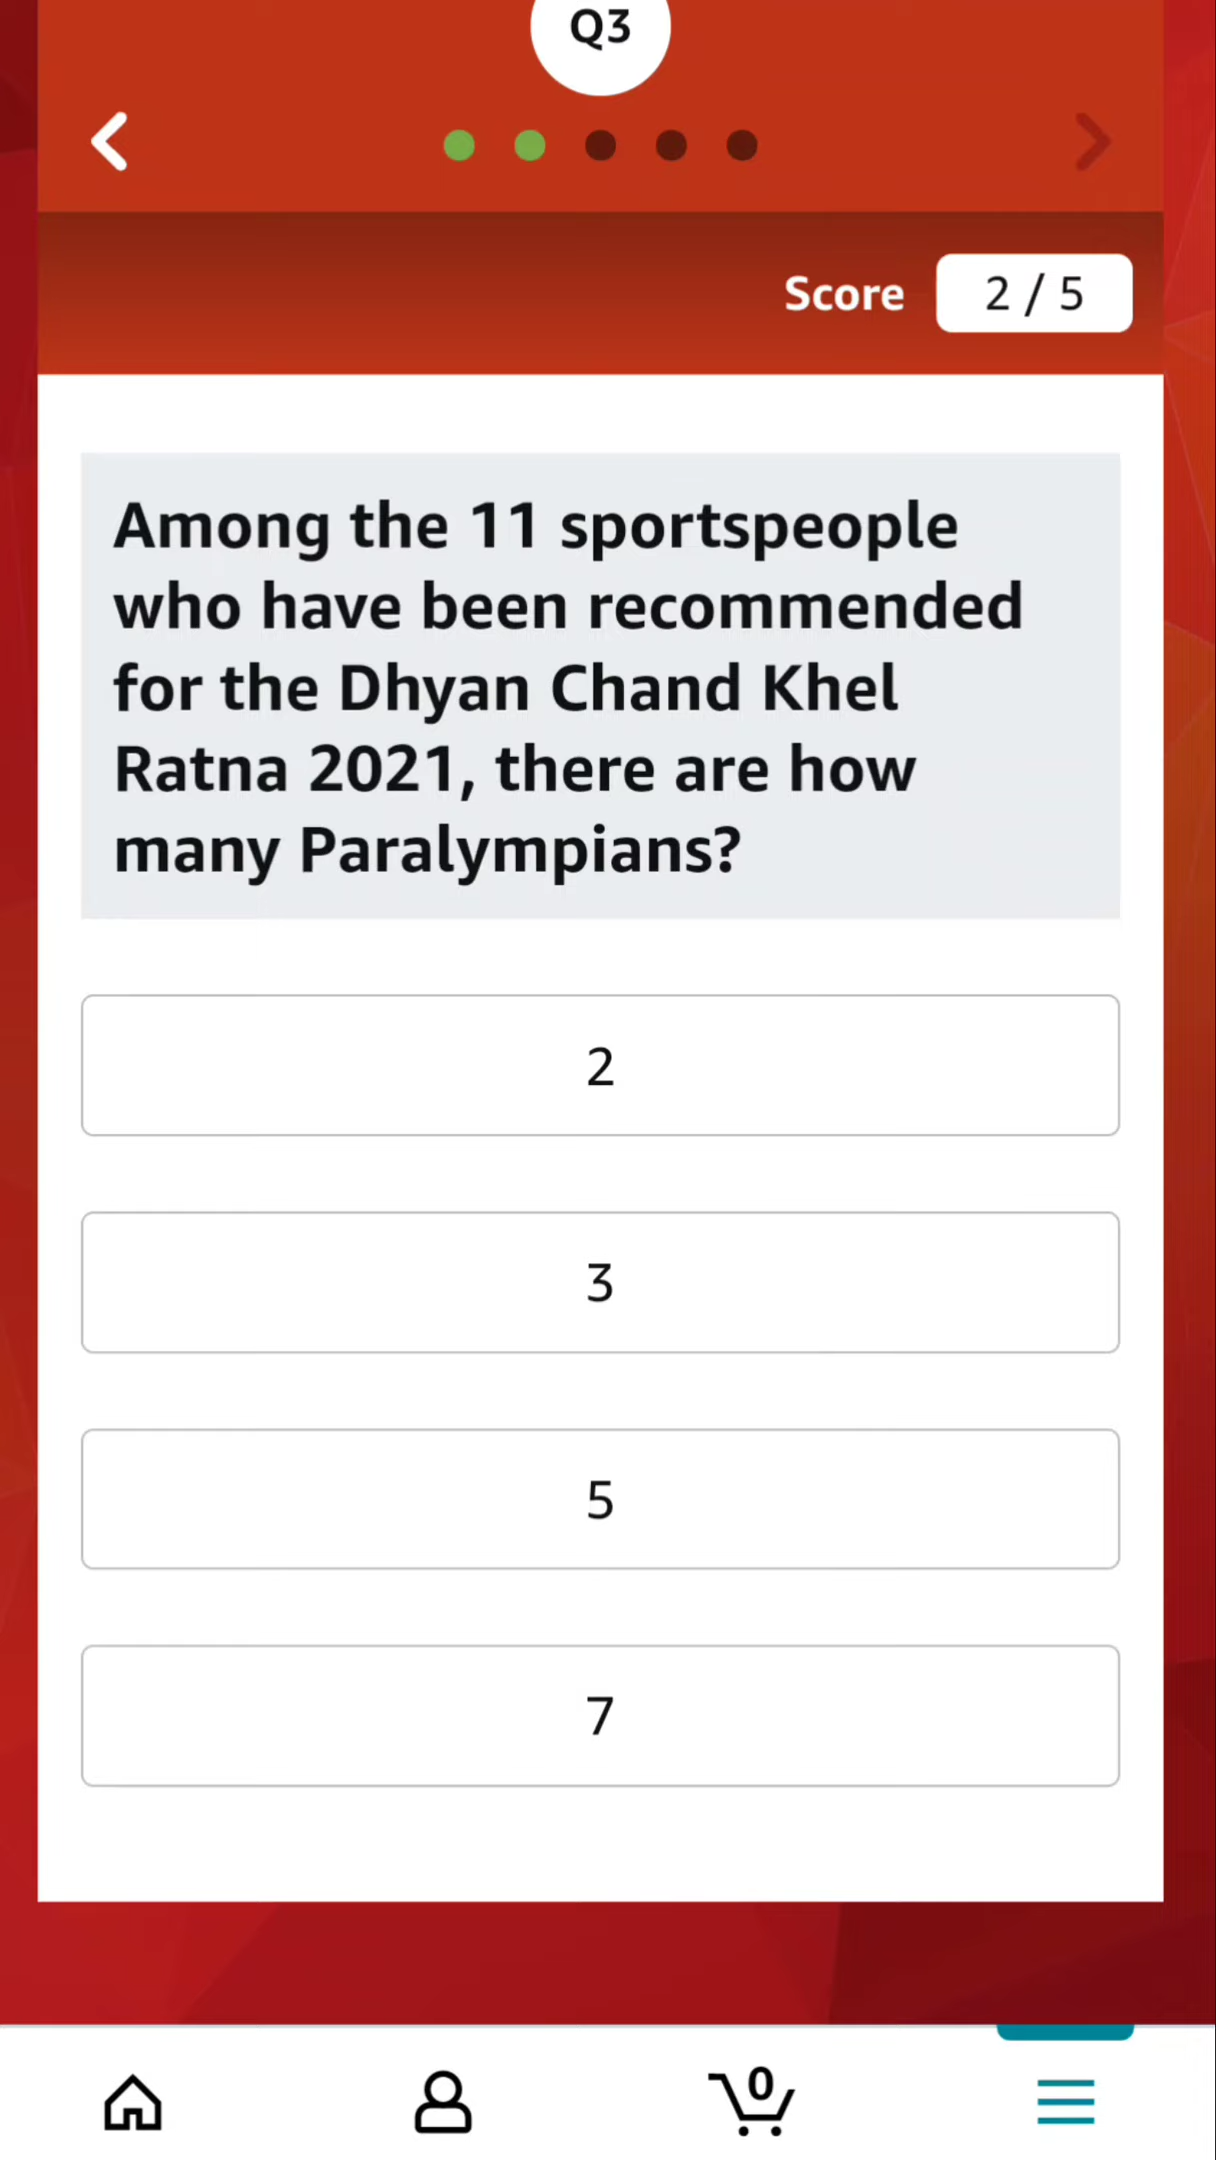 Q3
Score 2 / 5
Among the 11 sportspeople
who have been recommended
for the Dhyan Chand Khel
Ratna 2021, there are how
many Paralympians?
2
3
5
7
0